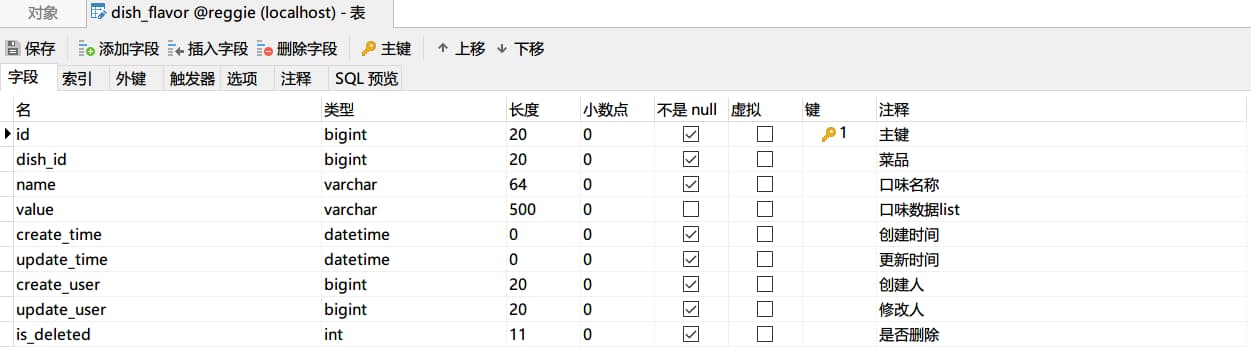 对象 dish_flavor @reggie (localhost) - 表
保存 添加字段 插入字段 删除字段 主键 上移 下移
字段 索引 外键 触发器 选项 注释 SQL 预览
名 类型 长度 小数点 不是 null 虚拟 键 注释
id bigint 20 0 1 主键
dish_id bigint 20 0 菜品
name varchar 64 0 口味名称
value varchar 500 0 口味数据list
create_time datetime 0 0 创建时间
update_time datetime 0 0 更新时间
create_user bigint 20 0 创建人
update_user bigint 20 0 修改人
is_deleted int 11 0 是否删除